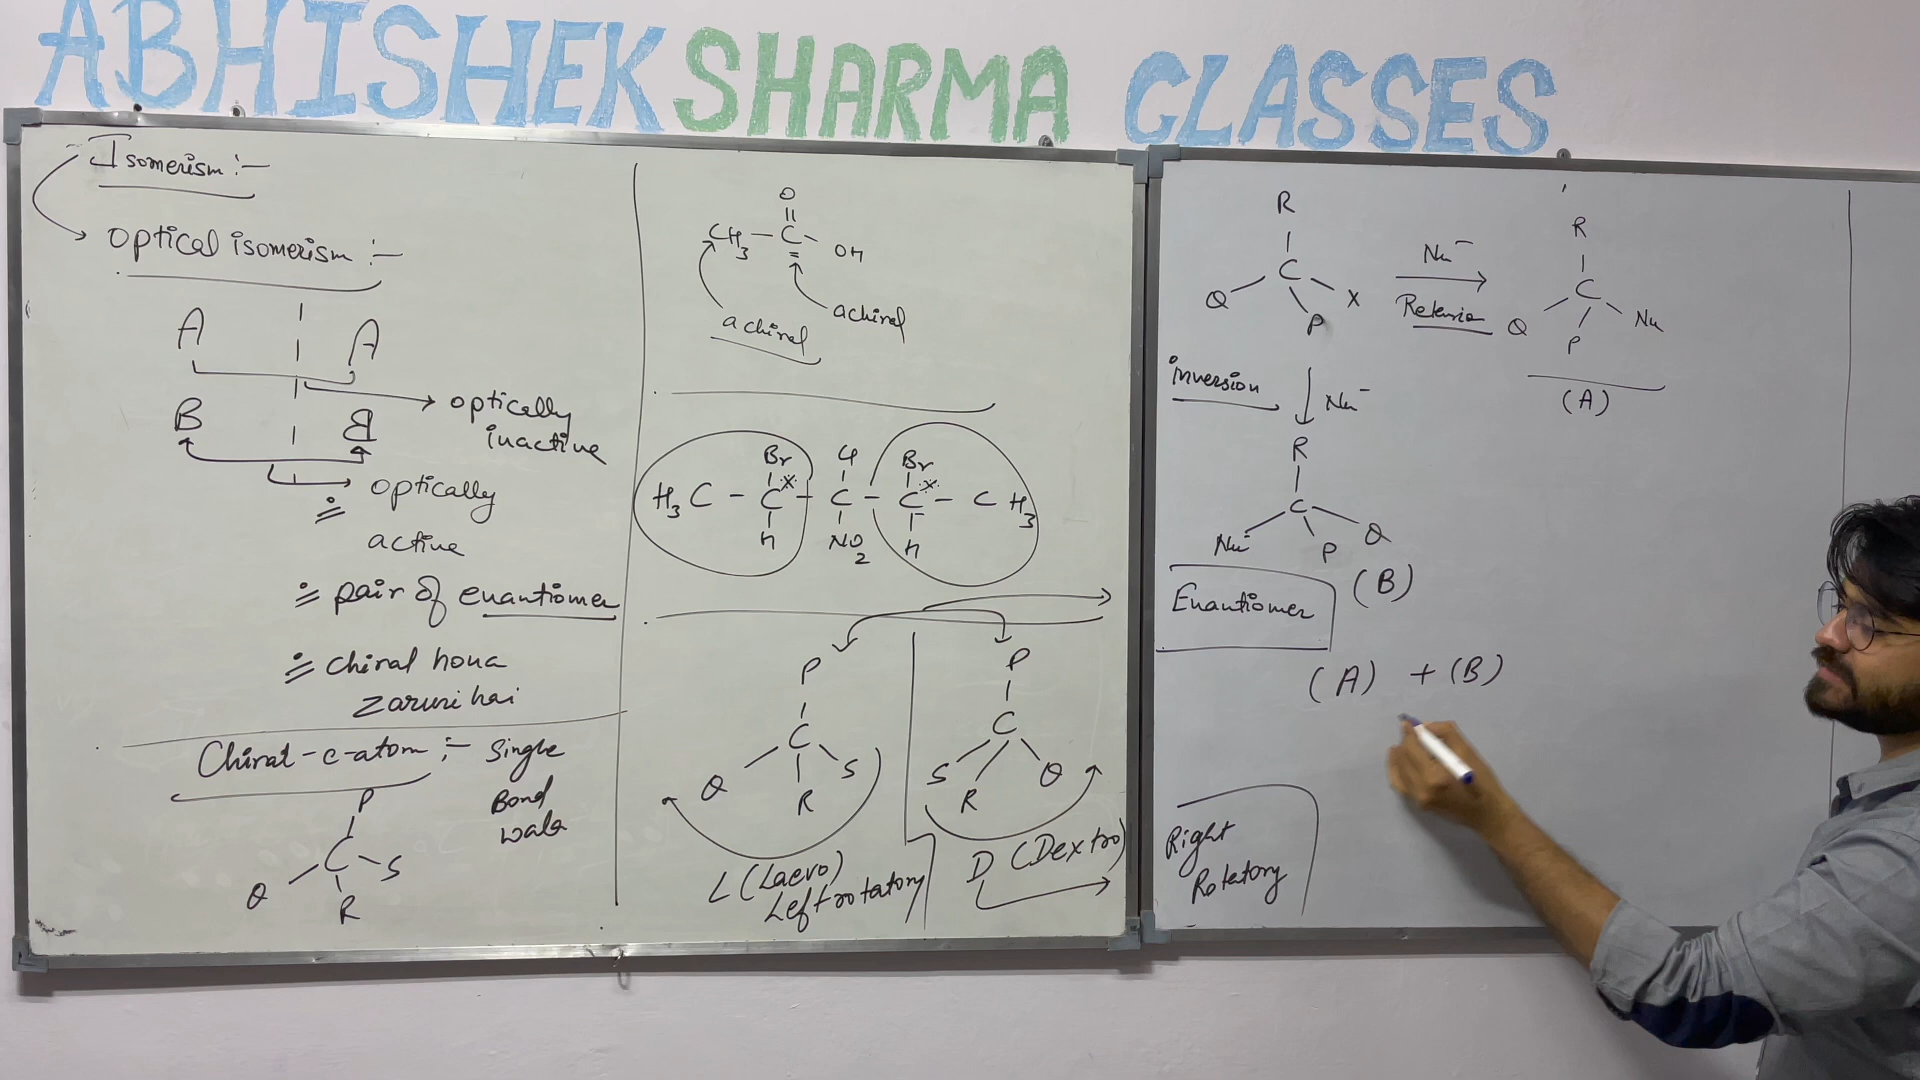 ABHISHEK SHARMA CLASSES
Isomerism :-
optical isomerism :-
A A
B B
optically
inactive
optically
active
pair of enantiomer
chiral hona
zaruri hai
Chiral-c-atom :- Single
Bond
wala
P
C
Q S
R
O
CH3 - C - OH
achiral achiral
Br Cl Br
H3C - C - C - C - CH3
H NO2 H
P
C
Q S
R
L (Laevo)
Left rotatory
P
C
S Q
R
D (Dextro)
R
C
Q X
P
Nu-
Retension
R
C
Q Nu
P
(A)
inversion Nu-
R
C
Nu Q
P
(B)
Enantiomer
(A) + (B)
Right
Rotatory